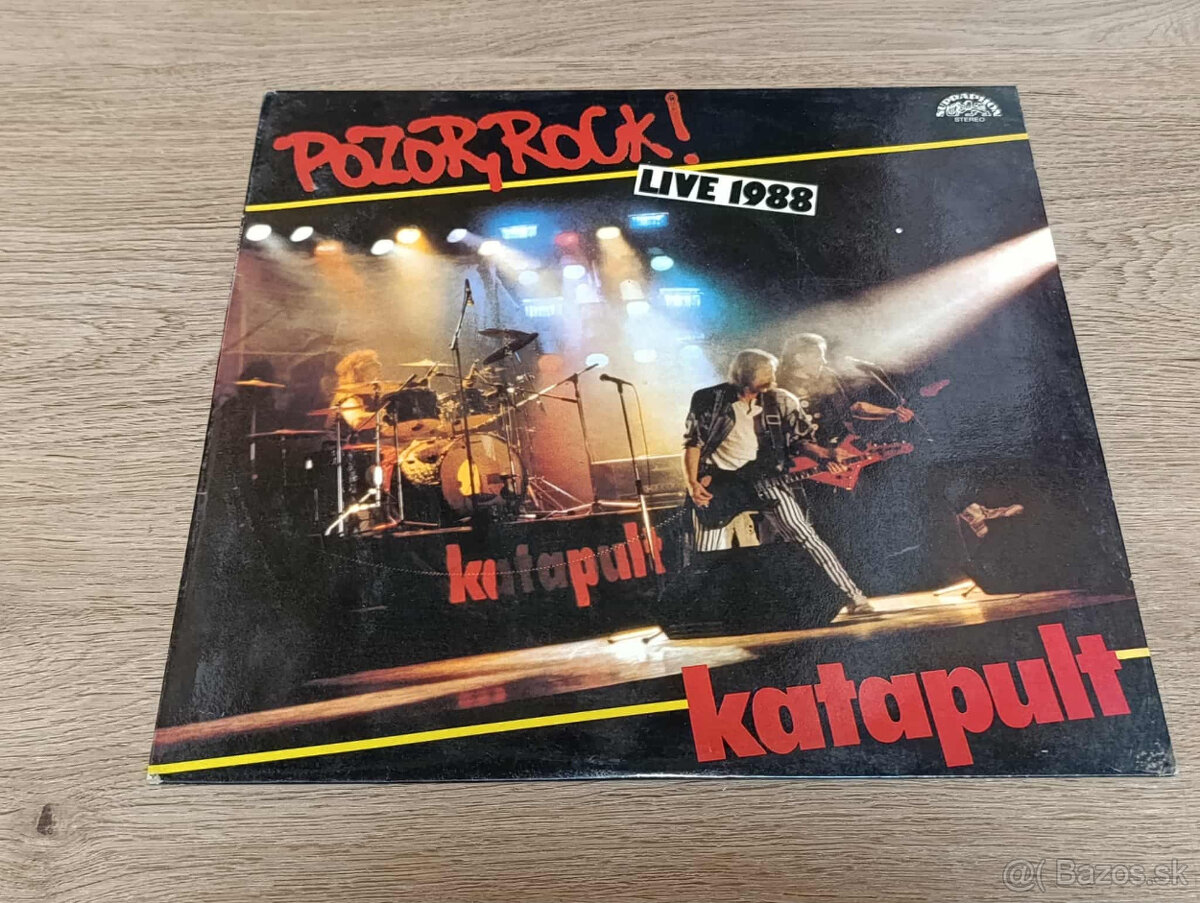 POZOR, ROCK!
SUPRAPHON
STEREO
LIVE 1988
katapult
katapult
@( Bazos.sk